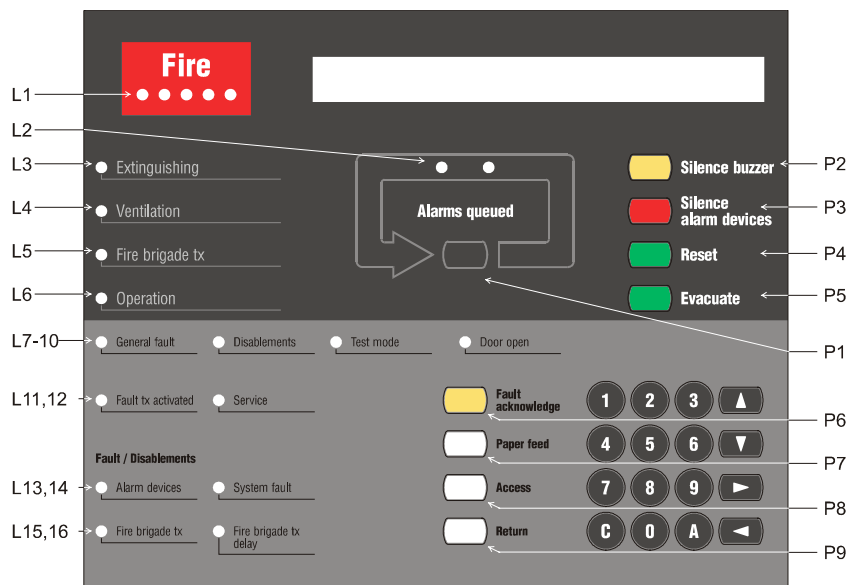 Fire
L1
L2
L3
Extinguishing
Silence buzzer
P2
L4
Ventilation
Alarms queued
Silence
alarm devices
P3
L5
Fire brigade tx
Reset
P4
L6
Operation
Evacuate
P5
L7-10
General fault
Disablements
Test mode
Door open
P1
L11,12
Fault tx activated
Service
Fault
acknowledge
1 2 3
P6
Paper feed
4 5 6
P7
Fault / Disablements
L13,14
Alarm devices
System fault
Access
7 8 9
P8
L15,16
Fire brigade tx
Fire brigade tx
delay
Return
C 0 A
P9